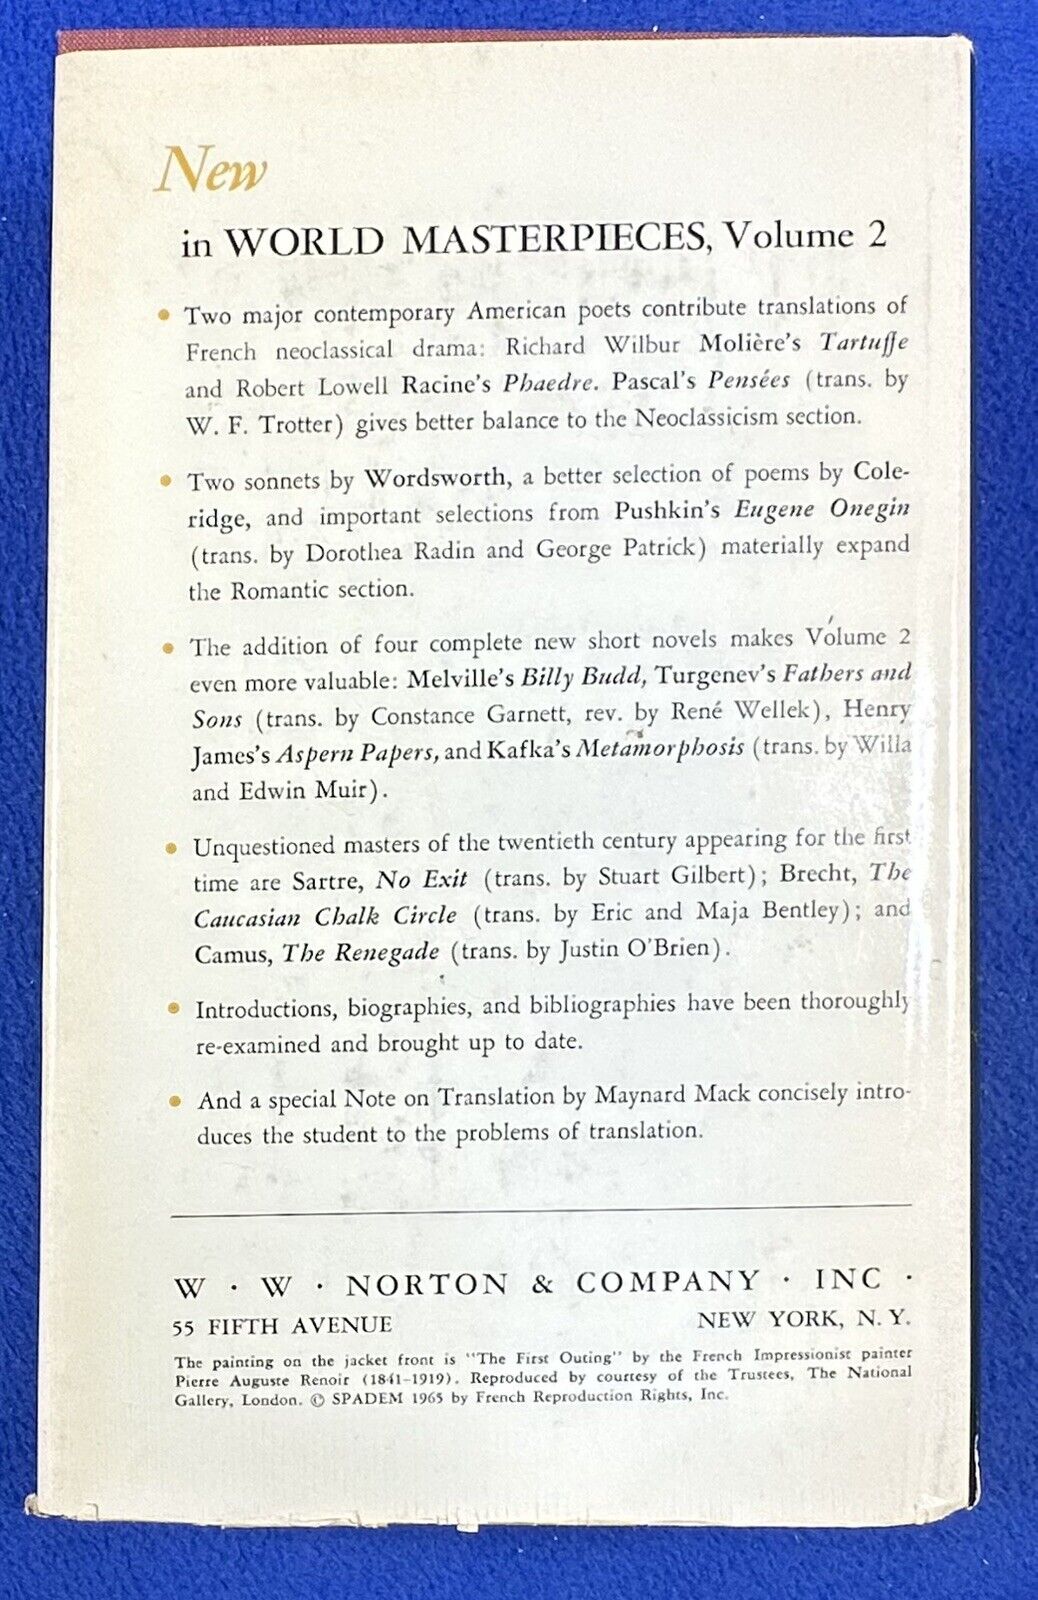 New
in WORLD MASTERPIECES, Volume 2
• Two major contemporary American poets contribute translations of
French neoclassical drama: Richard Wilbur Molière's Tartuffe
and Robert Lowell Racine's Phaedre. Pascal's Pensées (trans. by
W. F. Trotter) gives better balance to the Neoclassicism section.
• Two sonnets by Wordsworth, a better selection of poems by Cole-
ridge, and important selections from Pushkin's Eugene Onegin
(trans. by Dorothea Radin and George Patrick) materially expand
the Romantic section.
• The addition of four complete new short novels makes Volume 2
even more valuable: Melville's Billy Budd, Turgenev's Fathers and
Sons (trans. by Constance Garnett, rev. by René Wellek), Henry
James's Aspern Papers, and Kafka's Metamorphosis (trans. by Willa
and Edwin Muir).
• Unquestioned masters of the twentieth century appearing for the first
time are Sartre, No Exit (trans. by Stuart Gilbert); Brecht, The
Caucasian Chalk Circle (trans. by Eric and Maja Bentley); and
Camus, The Renegade (trans. by Justin O'Brien).
• Introductions, biographies, and bibliographies have been thoroughly
re-examined and brought up to date.
• And a special Note on Translation by Maynard Mack concisely intro-
duces the student to the problems of translation.
W · W · NORTON & COMPANY · INC ·
55 FIFTH AVENUE NEW YORK, N. Y.
The painting on the jacket front is "The First Outing" by the French Impressionist painter
Pierre Auguste Renoir (1841-1919). Reproduced by courtesy of the Trustees, The National
Gallery, London. © SPADEM 1965 by French Reproduction Rights, Inc.